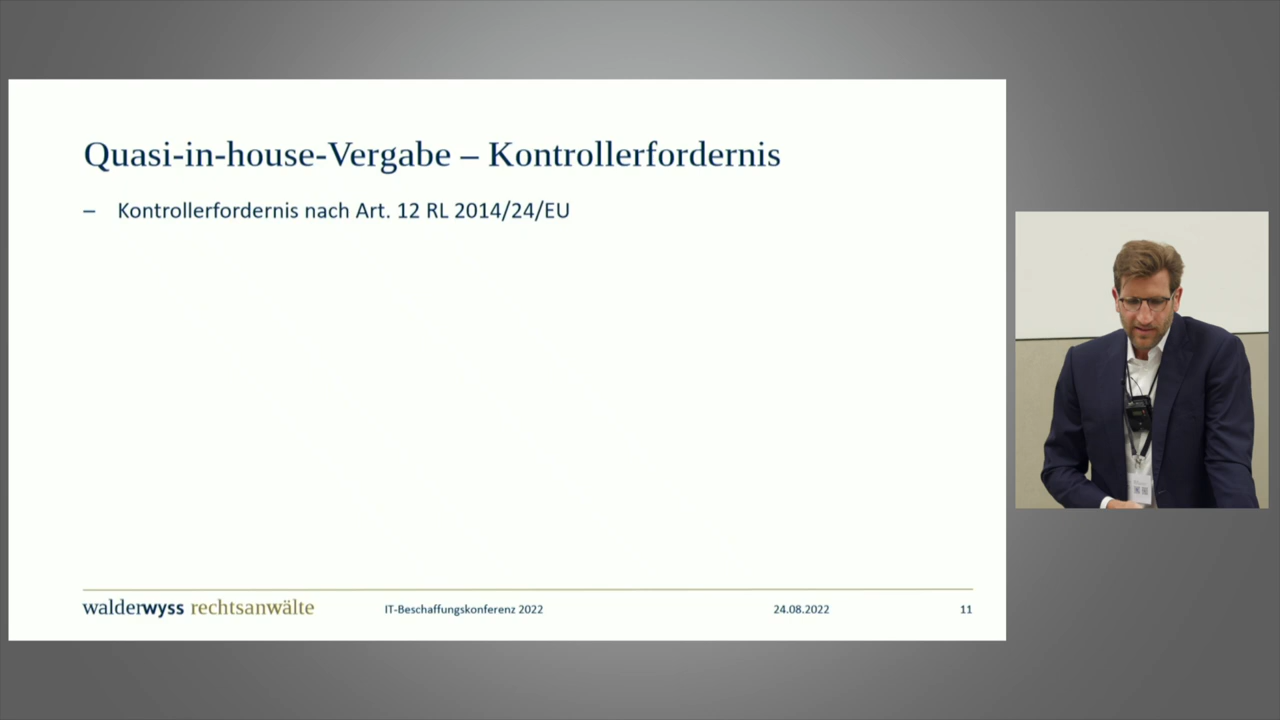 Quasi-in-house-Vergabe – Kontrollerfordernis
– Kontrollerfordernis nach Art. 12 RL 2014/24/EU
walderwyss rechtsanwälte IT-Beschaffungskonferenz 2022 24.08.2022 11